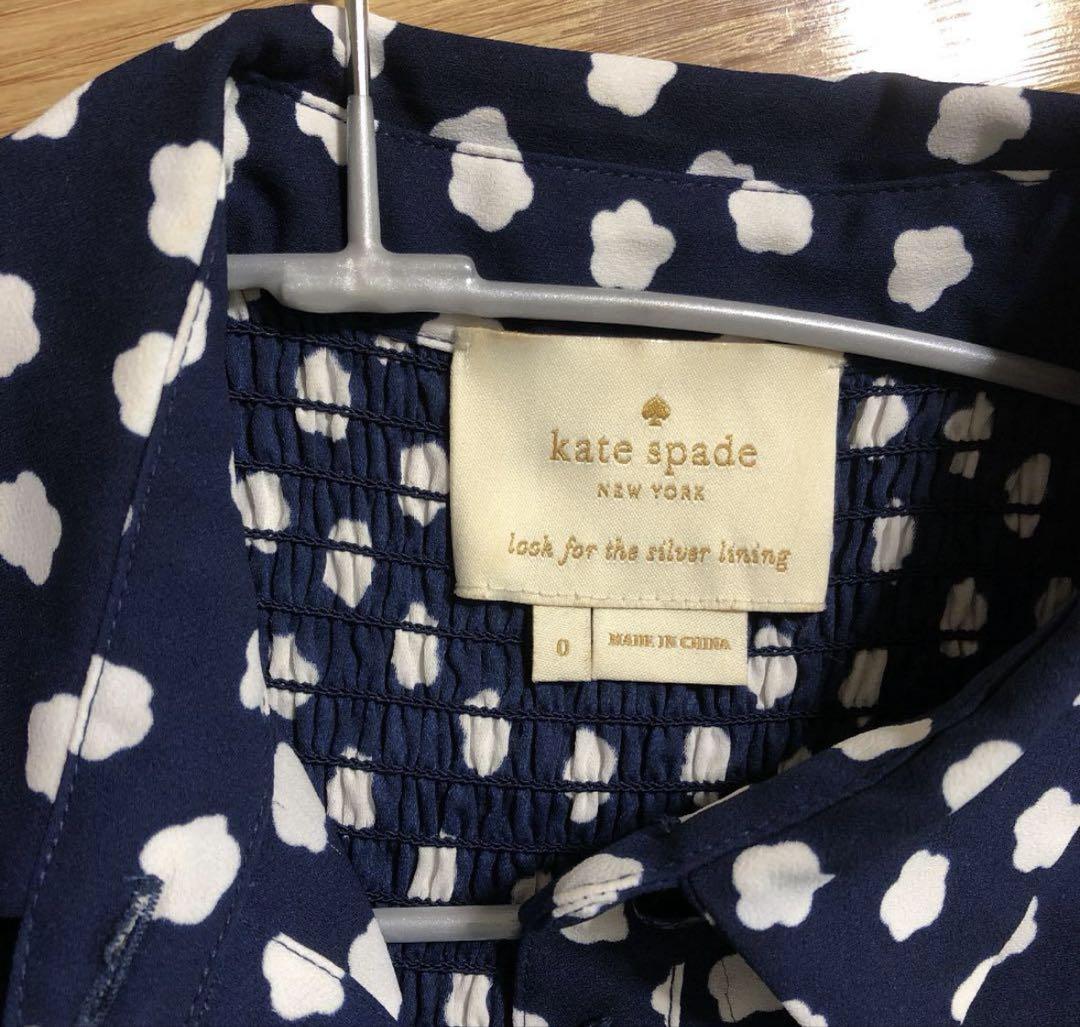 kate spade
NEW YORK
look for the silver lining
0
MADE IN CHINA